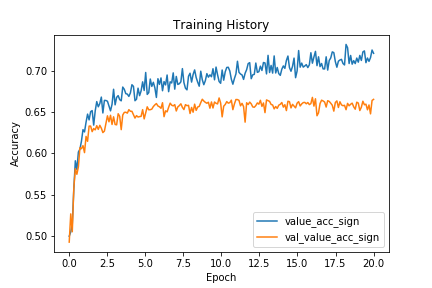 Training History
Accuracy
0.70
0.65
0.60
0.55
0.50
value_acc_sign
val_value_acc_sign
0.0 2.5 5.0 7.5 10.0 12.5 15.0 17.5 20.0
Epoch